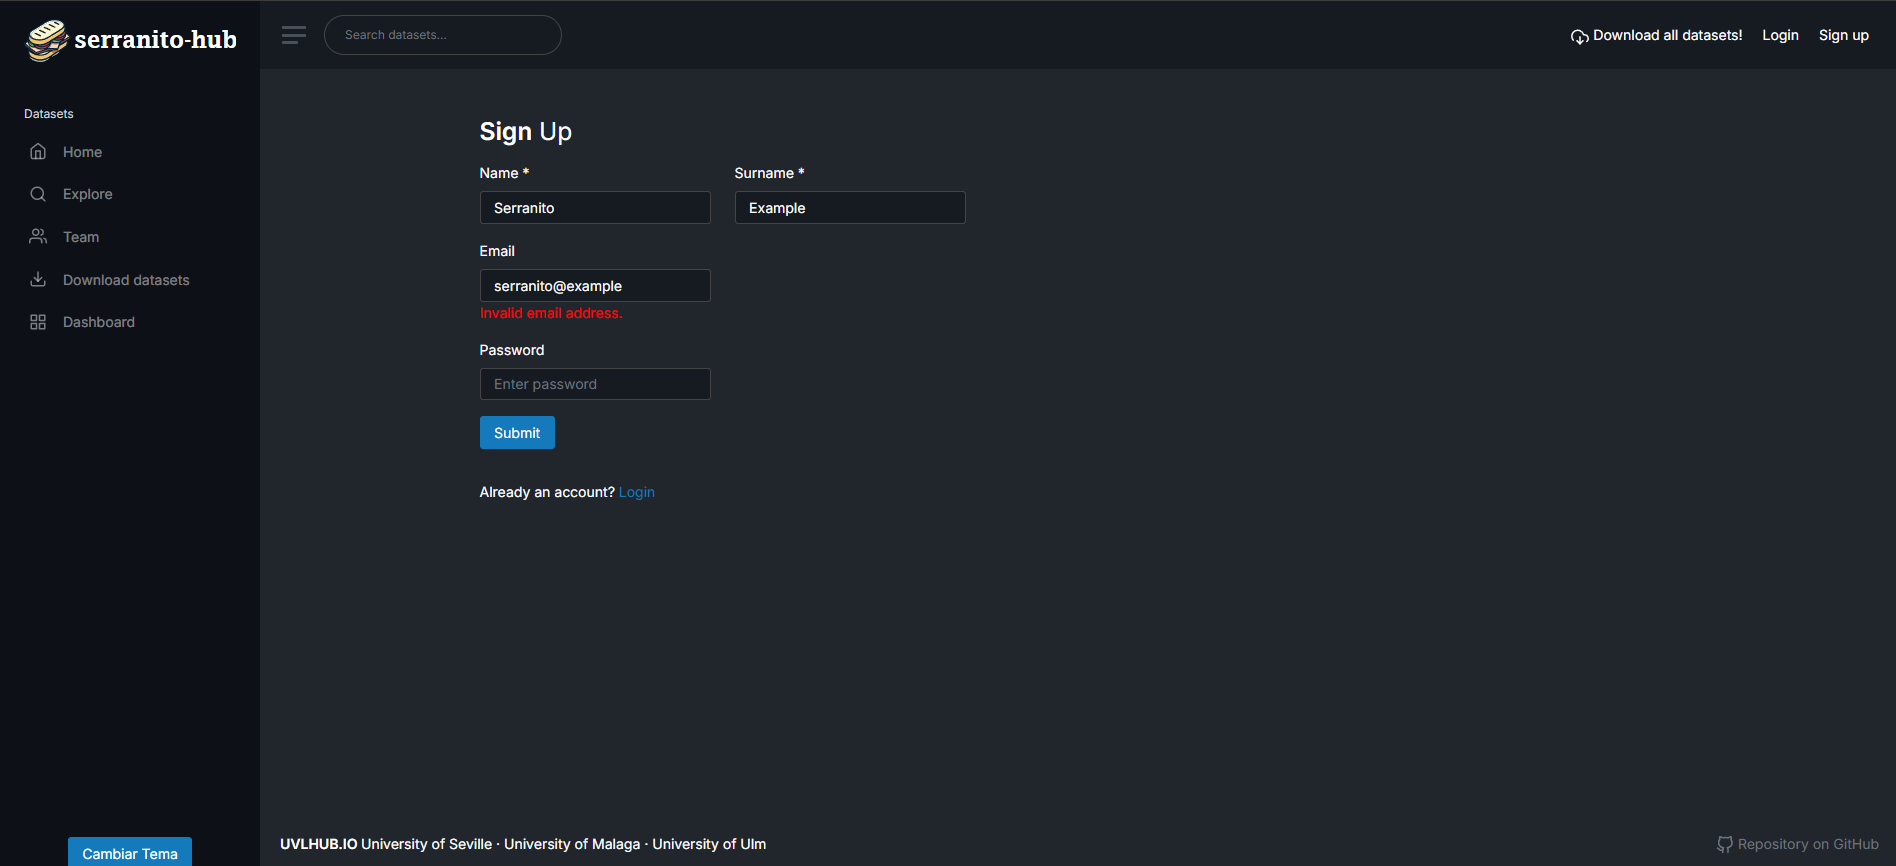 serranito-hub
Search datasets...
Download all datasets! Login Sign up
Datasets
Home
Explore
Team
Download datasets
Dashboard
Cambiar Tema
Sign Up
Name * Surname *
Serranito Example
Email
serranito@example
Invalid email address.
Password
Enter password
Submit
Already an account? Login
UVLHUB.IO University of Seville · University of Malaga · University of Ulm
Repository on GitHub